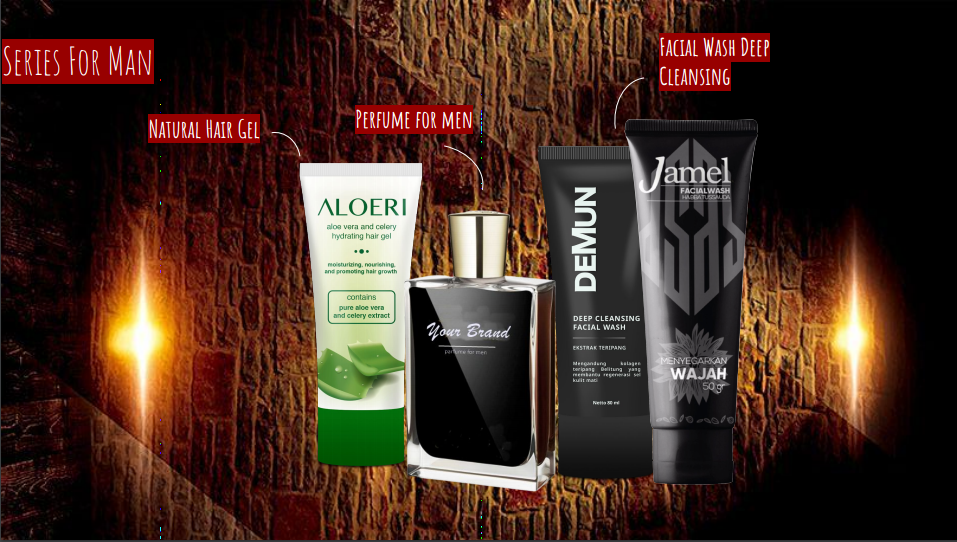 Series For Man
Natural Hair Gel
Perfume for men
Facial Wash Deep
Cleansing
ALOERI
aloe vera and celery
hydrating hair gel
moisturizing, nourishing,
and promoting hair growth
contains
pure aloe vera
and celery extract
Your Brand
parfume for men
DEMUN
DEEP CLEANSING
FACIAL WASH
EKSTRAK TERIPANG
Mengandung kolagen
teripang Belitung yang
membantu regenerasi sel
kulit mati
Netto 80 ml
Jamel
FACIALWASH
HABBATUSSAUDA
MENYEGARKAN
WAJAH
50 gr